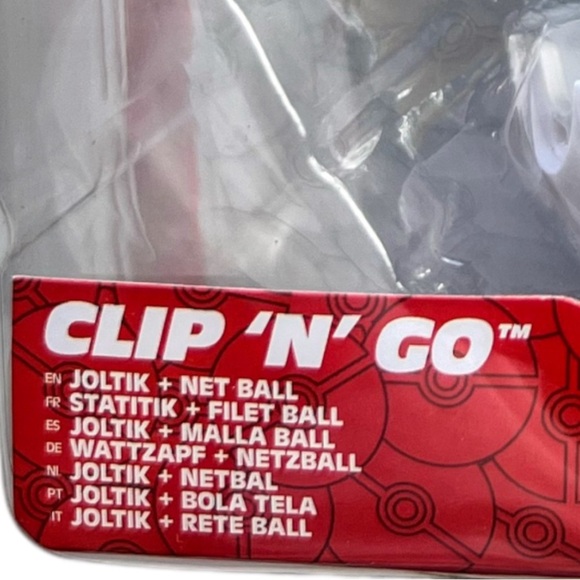 CLIP 'N' GO™
EN JOLTIK + NET BALL
FR STATITIK + FILET BALL
ES JOLTIK + MALLA BALL
DE WATTZAPF + NETZBALL
NL JOLTIK + NETBAL
PT JOLTIK + BOLA TELA
IT JOLTIK + RETE BALL